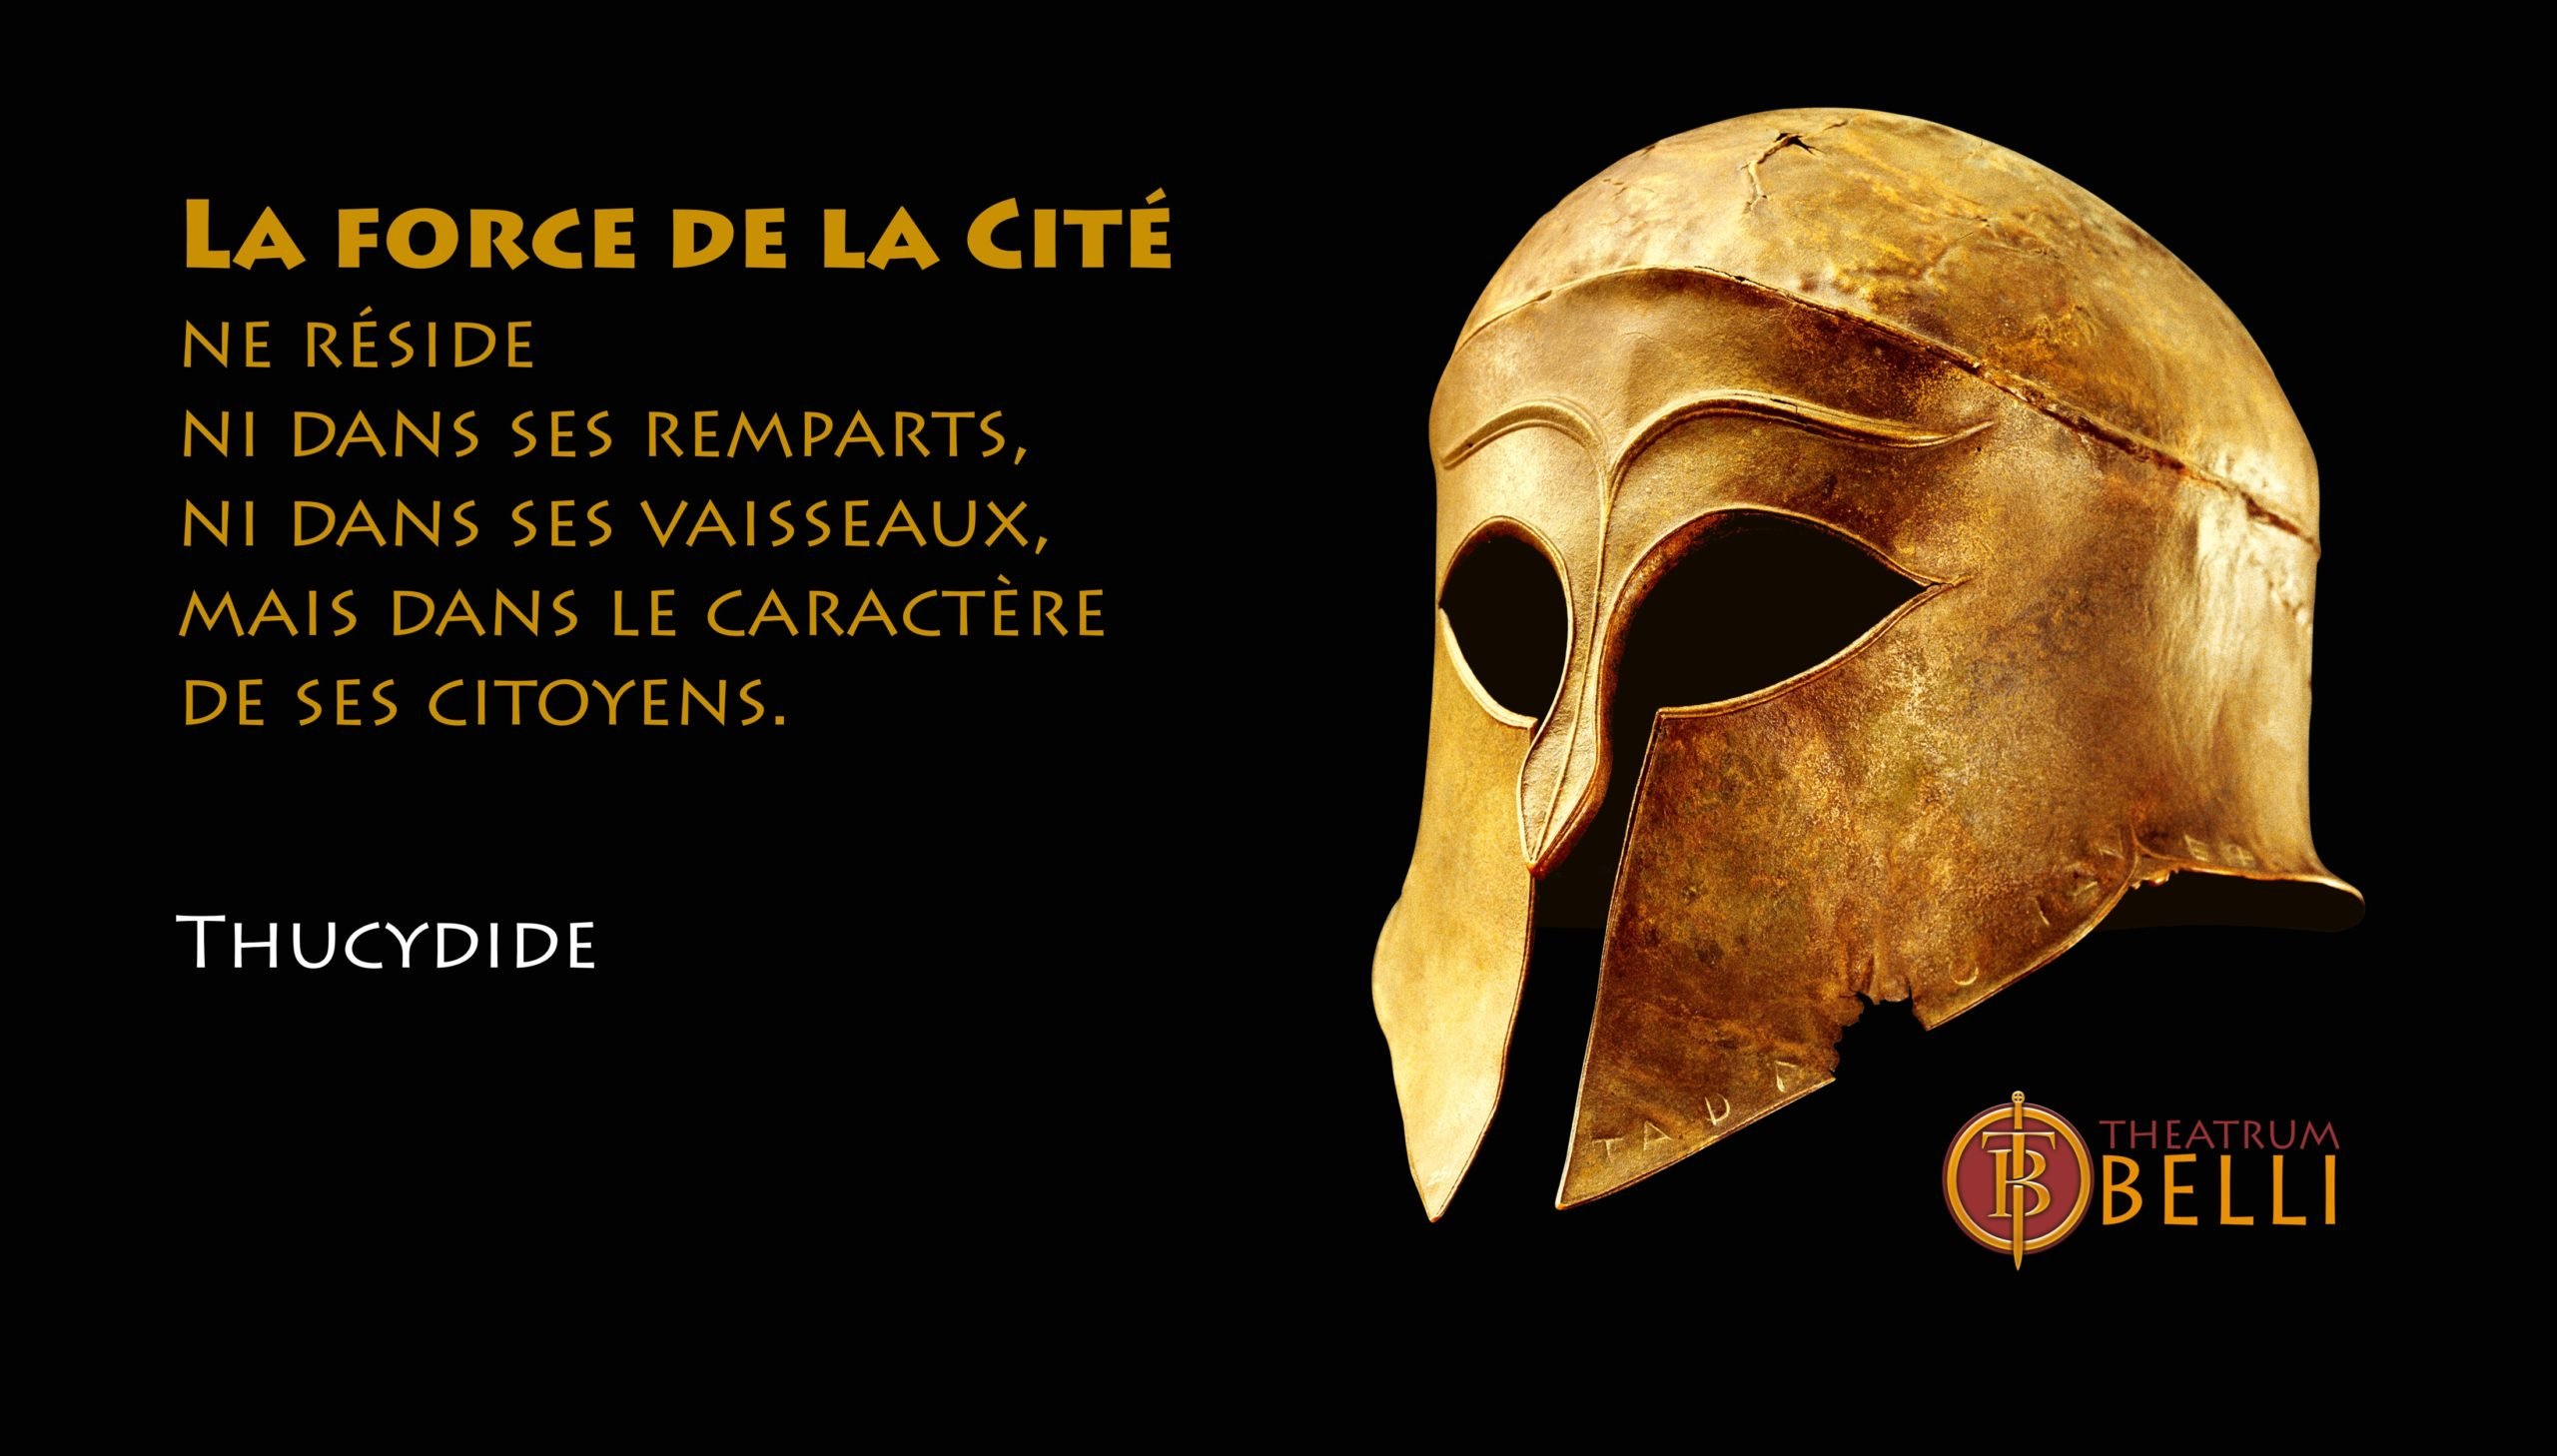 La force de la Cité
ne réside
ni dans ses remparts,
ni dans ses vaisseaux,
mais dans le caractère
de ses citoyens.
Thucydide
TB
THEATRUM
BELLI